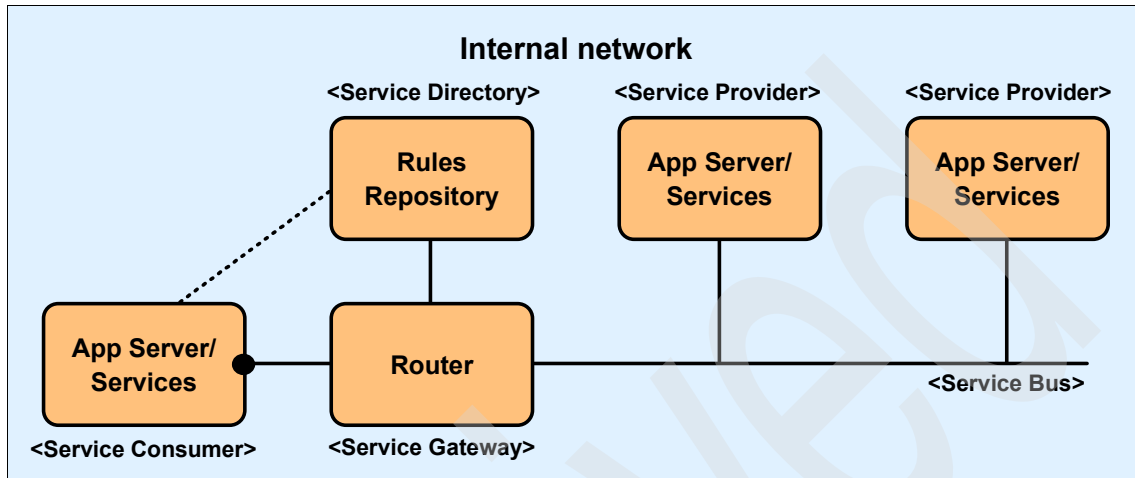 Internal network
<Service Directory>
<Service Provider>
<Service Provider>
Rules
Repository
App Server/
Services
App Server/
Services
App Server/
Services
Router
<Service Bus>
<Service Consumer>
<Service Gateway>